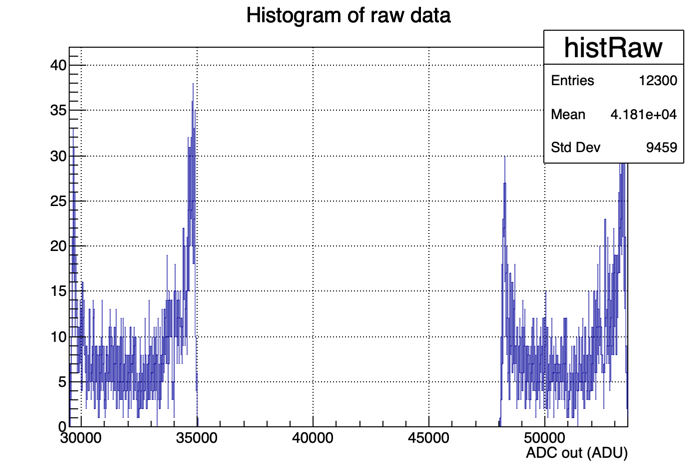 Histogram of raw data
histRaw
Entries 12300
Mean 4.181e+04
Std Dev 9459
40
35
30
25
20
15
10
5
0
30000 35000 40000 45000 50000
ADC out (ADU)